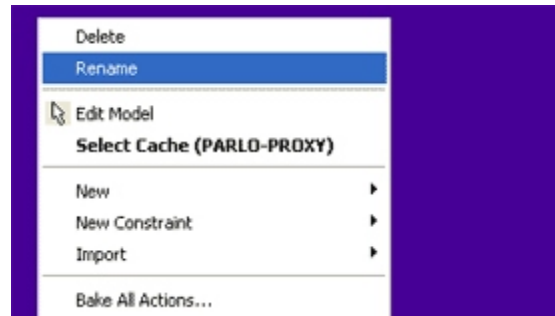 Delete
Rename
Edit Model
Select Cache (PARLO-PROXY)
New
New Constraint
Import
Bake All Actions...